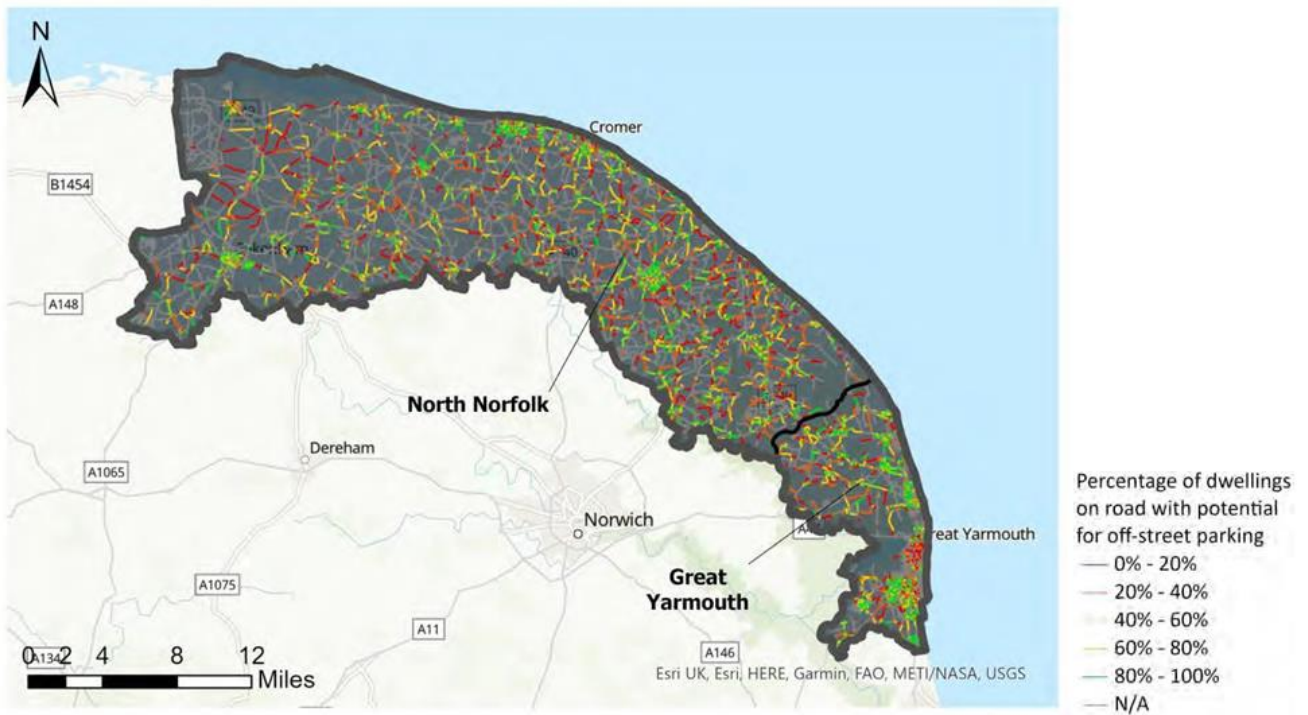 N
Cromer
B1454
A148
North Norfolk
Dereham
A1065
Norwich
reat Yarmouth
Great
Yarmouth
A1075
A11
A134
A146
0 2 4 8 12
Miles
Esri UK, Esri, HERE, Garmin, FAO, METI/NASA, USGS
Percentage of dwellings
on road with potential
for off-street parking
0% - 20%
20% - 40%
40% - 60%
60% - 80%
80% - 100%
N/A